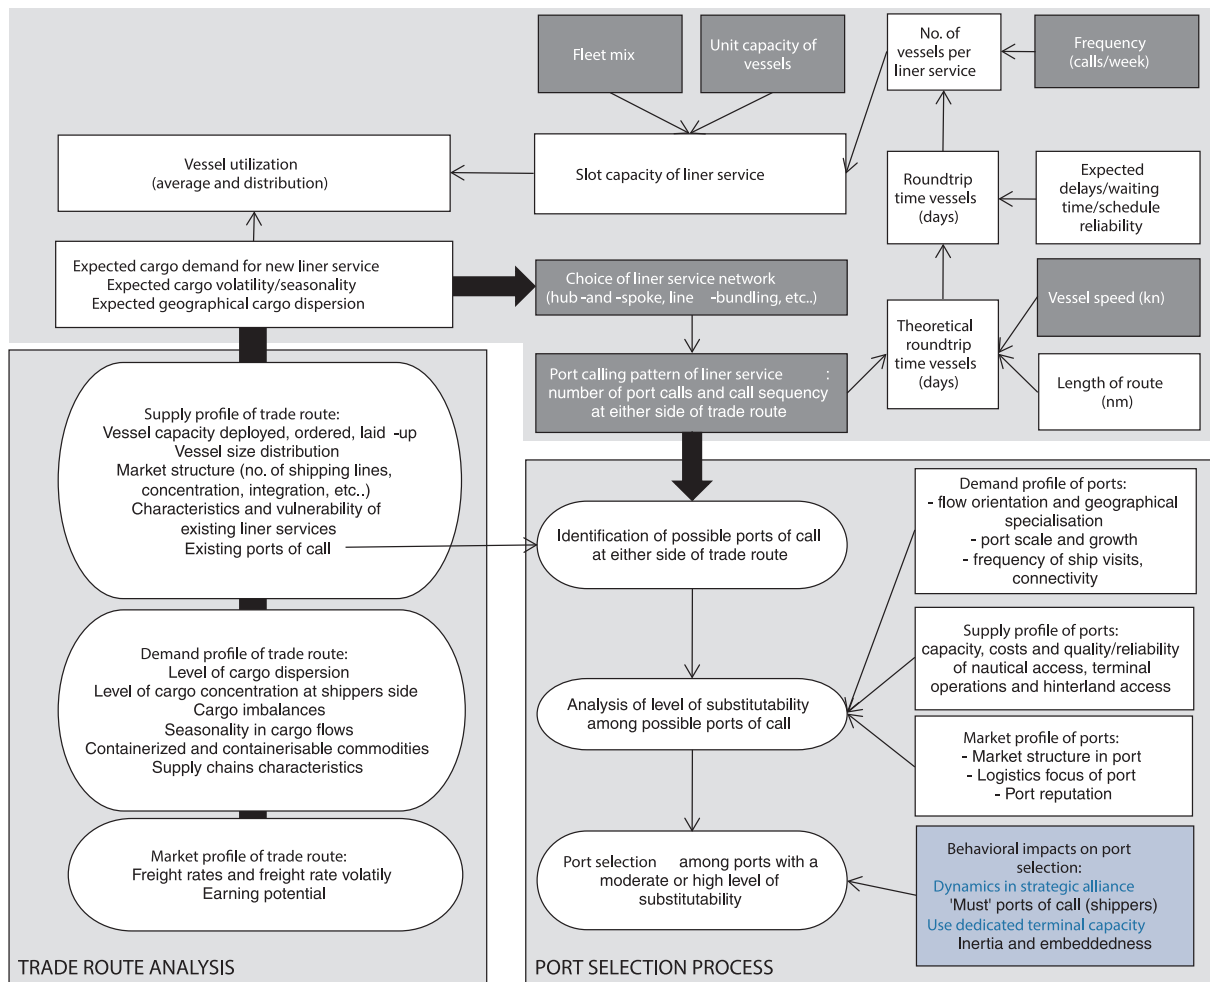 Fleet mix
Unit capacity of
vessels
No. of
vessels per
liner service
Frequency
(calls/week)
Vessel utilization
(average and distribution)
Slot capacity of liner service
Roundtrip
time vessels
(days)
Expected
delays/waiting
time/schedule
reliability
Expected cargo demand for new liner service
Expected cargo volatility/seasonality
Expected geographical cargo dispersion
Choice of liner service network
(hub -and -spoke, line -bundling, etc..)
Vessel speed (kn)
Theoretical
roundtrip
time vessels
(days)
Port calling pattern of liner service :
number of port calls and call sequency
at either side of trade route
Length of route
(nm)
Supply profile of trade route:
Vessel capacity deployed, ordered, laid -up
Vessel size distribution
Market structure (no. of shipping lines,
concentration, integration, etc..)
Characteristics and vulnerability of
existing liner services
Existing ports of call
Demand profile of trade route:
Level of cargo dispersion
Level of cargo concentration at shippers side
Cargo imbalances
Seasonality in cargo flows
Containerized and containerisable commodities
Supply chains characteristics
Market profile of trade route:
Freight rates and freight rate volatily
Earning potential
TRADE ROUTE ANALYSIS
Identification of possible ports of call
at either side of trade route
Analysis of level of substitutability
among possible ports of call
Port selection among ports with a
moderate or high level of
substitutability
Demand profile of ports:
- flow orientation and geographical
specialisation
- port scale and growth
- frequency of ship visits,
connectivity
Supply profile of ports:
capacity, costs and quality/reliability
of nautical access, terminal
operations and hinterland access
Market profile of ports:
- Market structure in port
- Logistics focus of port
- Port reputation
Behavioral impacts on port
selection:
Dynamics in strategic alliance
'Must' ports of call (shippers)
Use dedicated terminal capacity
Inertia and embeddedness
PORT SELECTION PROCESS